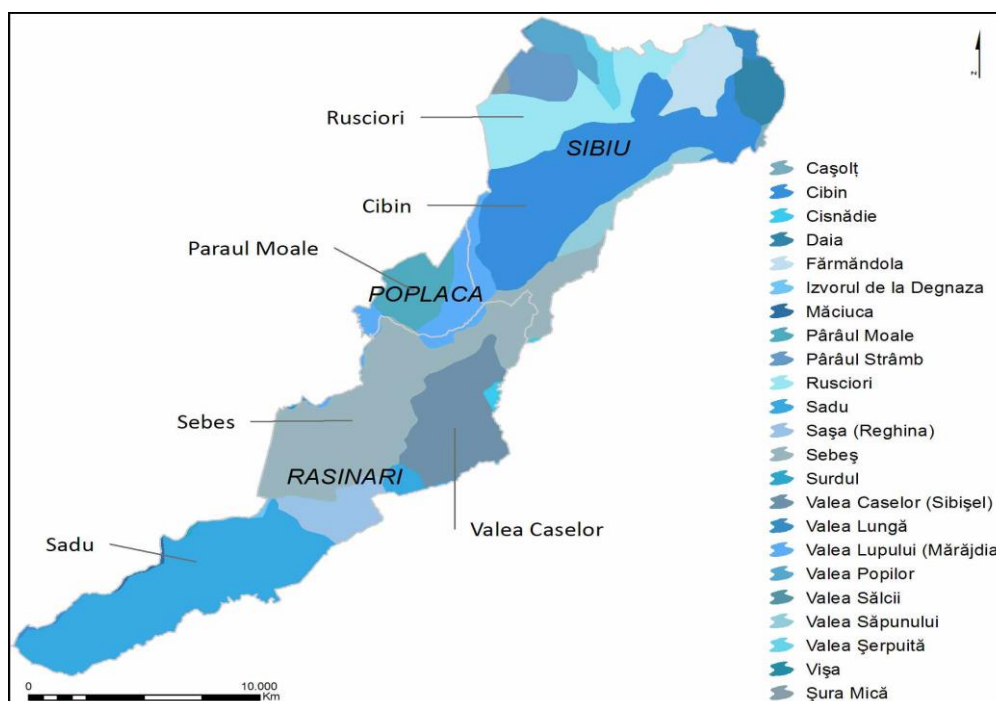 Rusciori
SIBIU
Cibin
Paraul Moale
POPLACA
Sebes
RASINARI
Valea Caselor
Sadu
z
Caşolţ
Cibin
Cisnădie
Daia
Fărmăndola
Izvorul de la Degnaza
Măciuca
Pârâul Moale
Pârâul Strâmb
Rusciori
Sadu
Saşa (Reghina)
Sebeş
Surdul
Valea Caselor (Sibişel)
Valea Lungă
Valea Lupului (Mărăjdia
Valea Popilor
Valea Sălcii
Valea Săpunului
Valea Şerpuită
Vişa
Şura Mică
0 10.000
Km